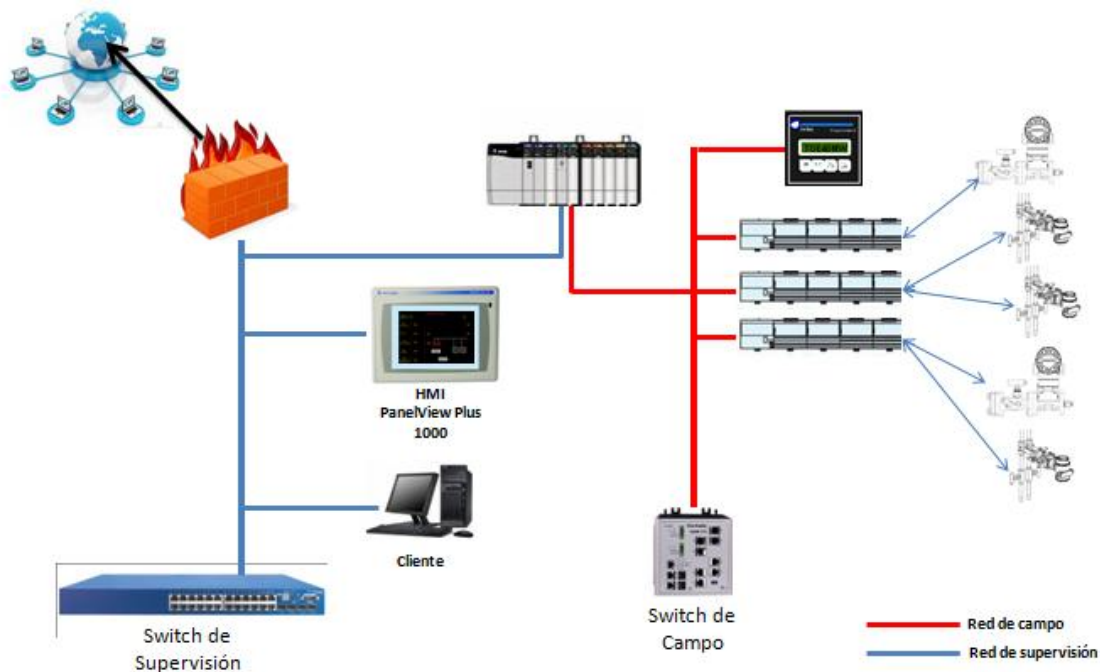 HMI
PanelView Plus
1000
Cliente
Switch de
Supervisión
Switch de
Campo
Red de campo
Red de supervisión